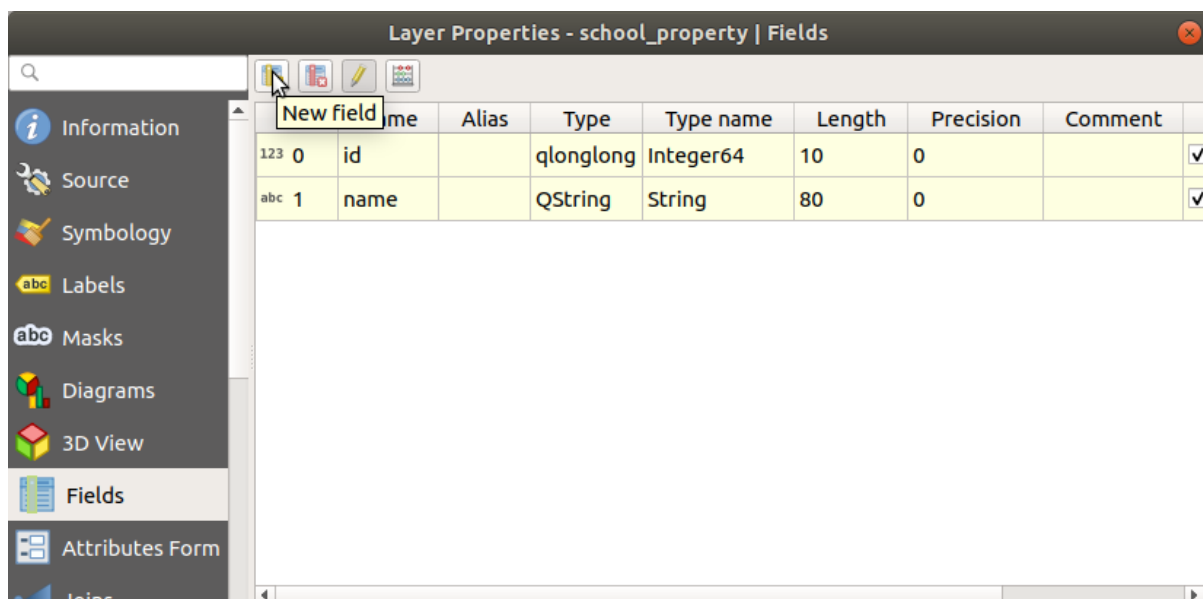 Layer Properties - school_property | Fields
New field
me Alias Type Type name Length Precision Comment
123 0 id qlonglong Integer64 10 0
abc 1 name QString String 80 0
Information
Source
Symbology
abc Labels
abc Masks
Diagrams
3D View
Fields
Attributes Form